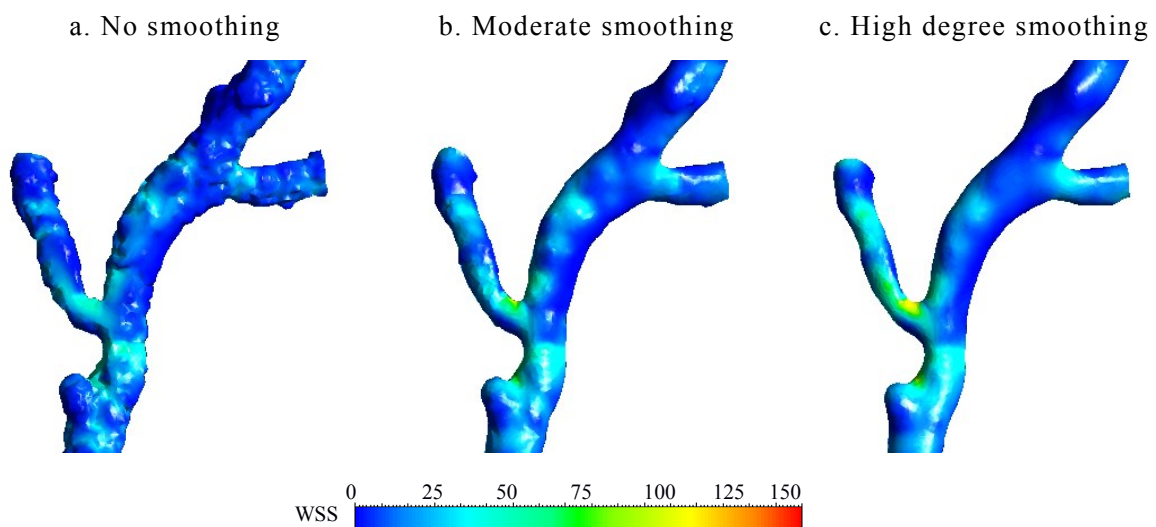 a. No smoothing
b. Moderate smoothing
c. High degree smoothing
0 25 50 75 100 125 150
WSS